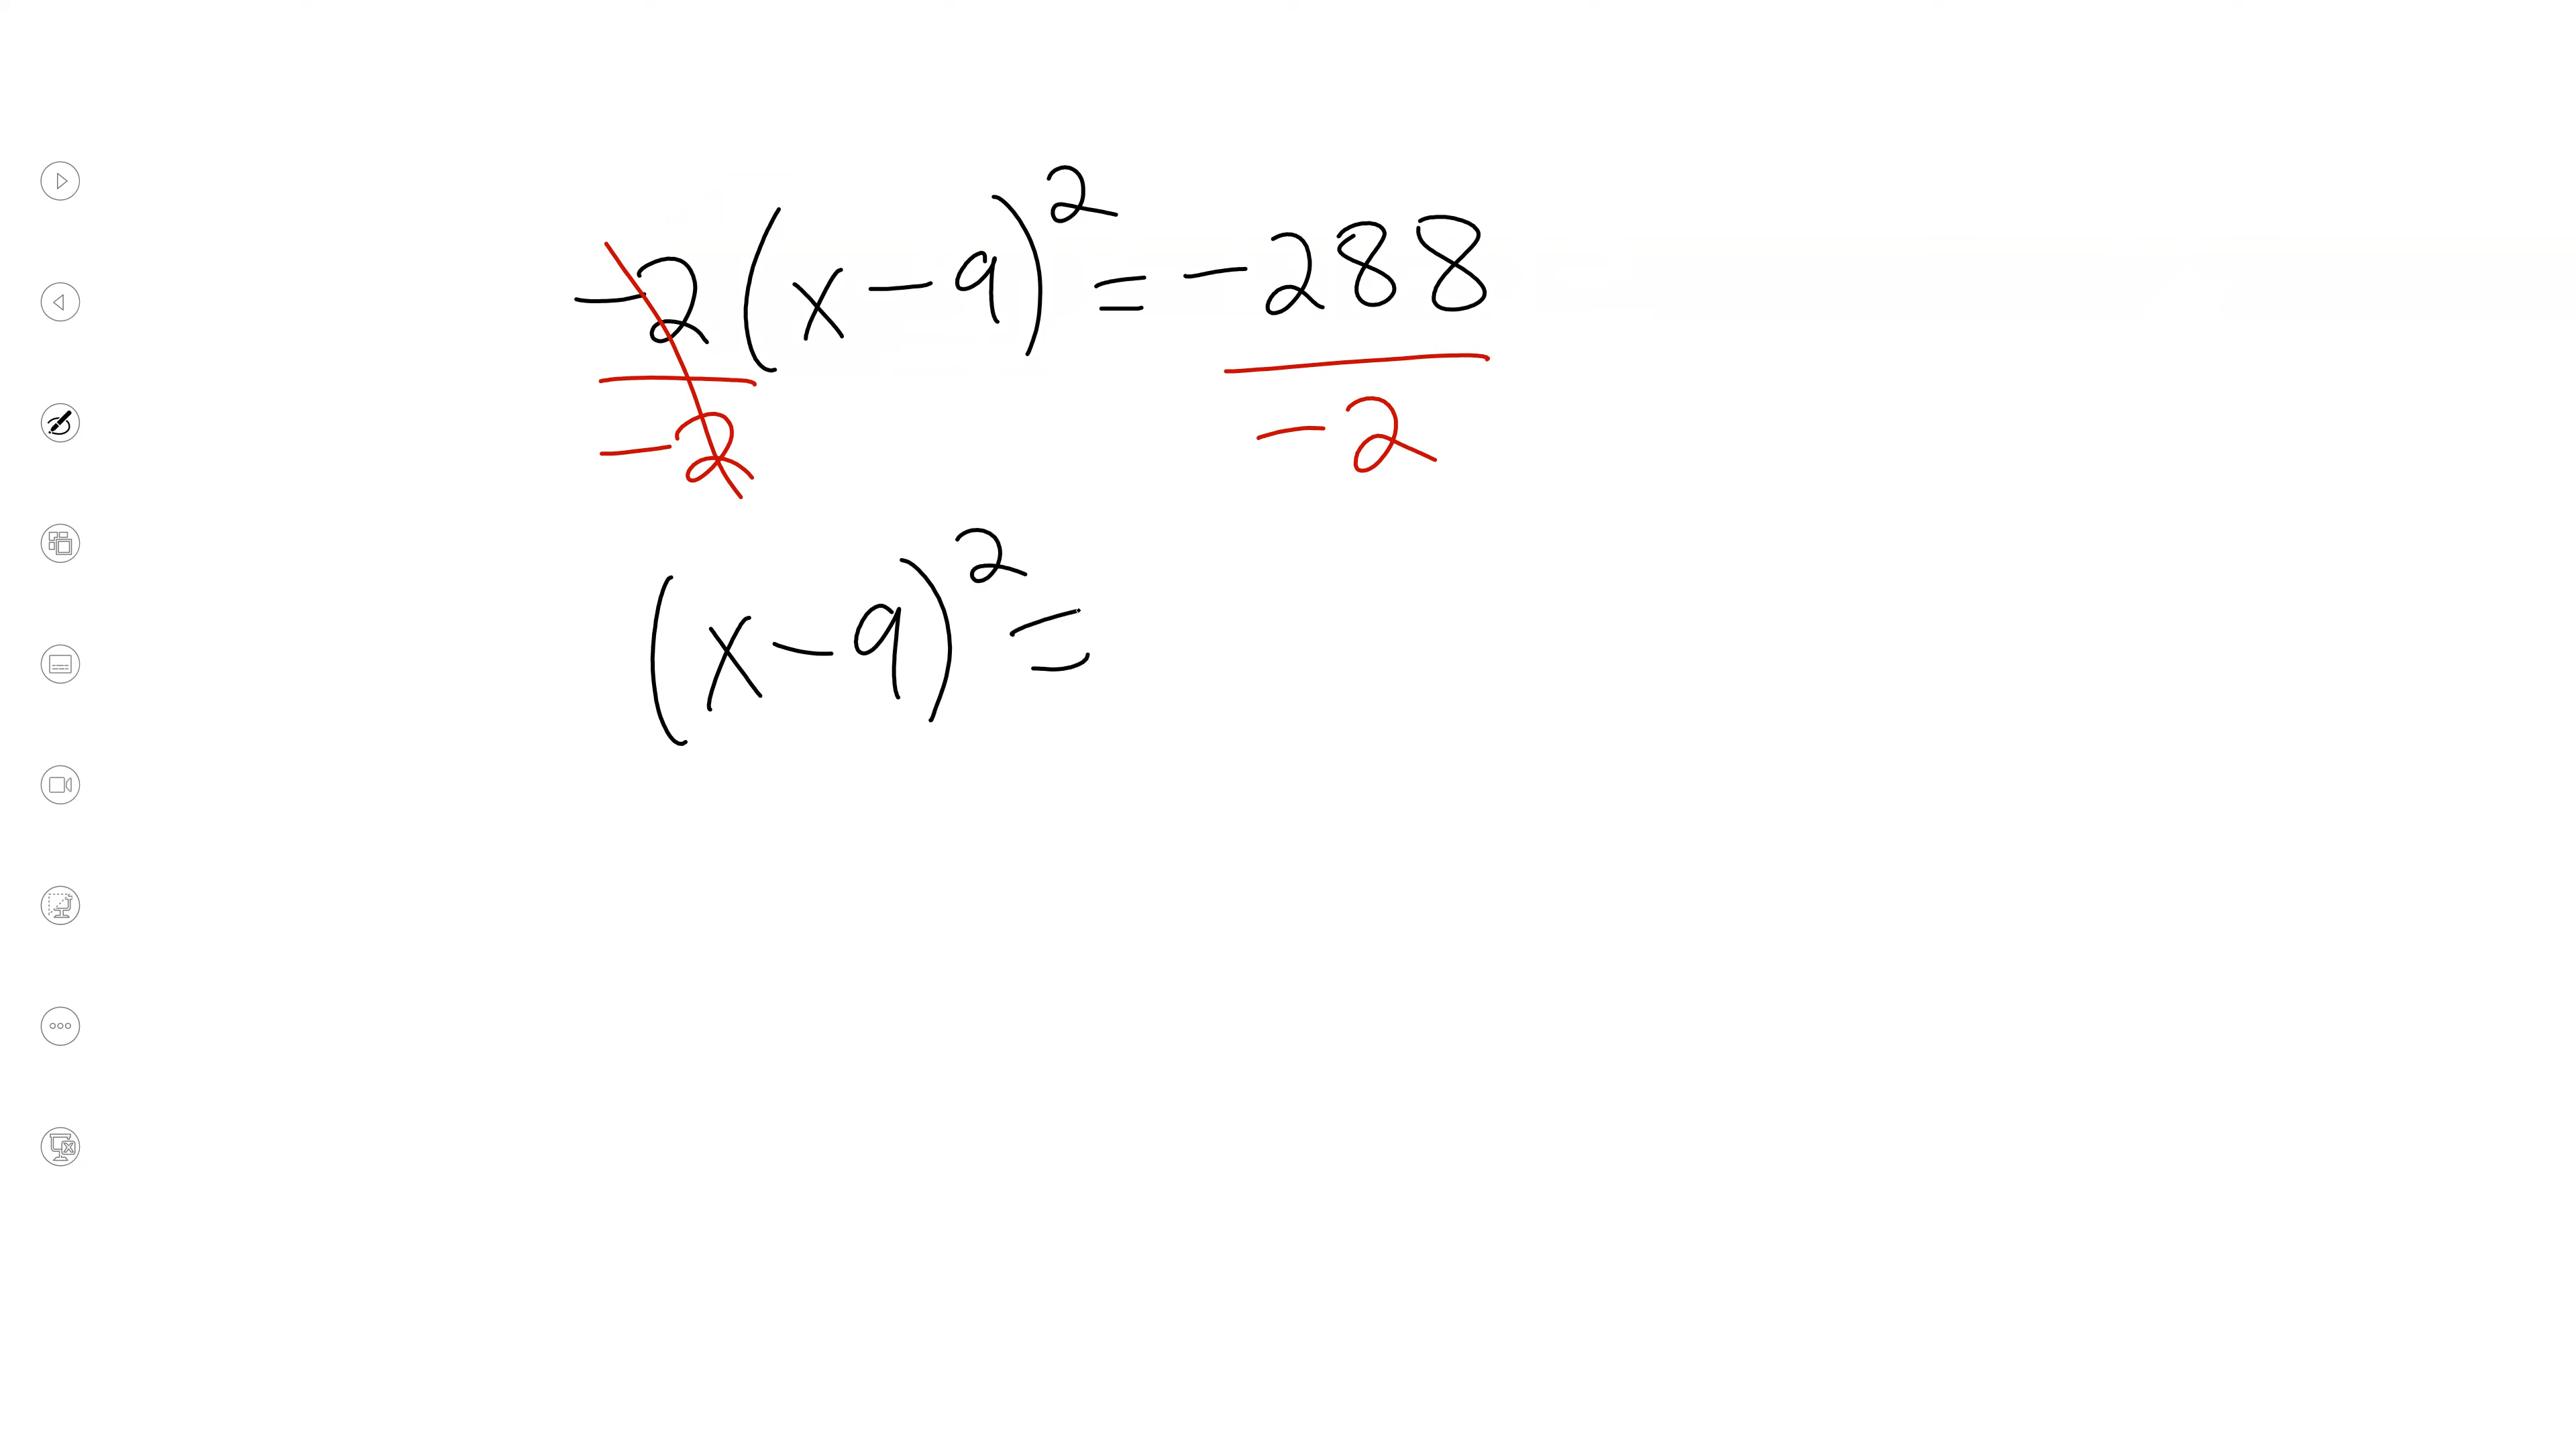 -2(x-9)² = -288
-2 -2
(x-9)² =